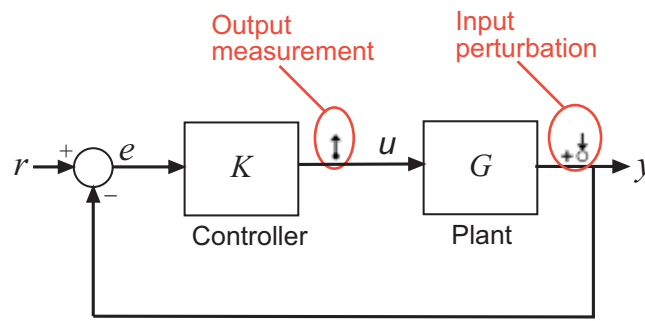 Output
measurement
Input
perturbation
r
+
−
e
K
u
G
+
y
Controller
Plant